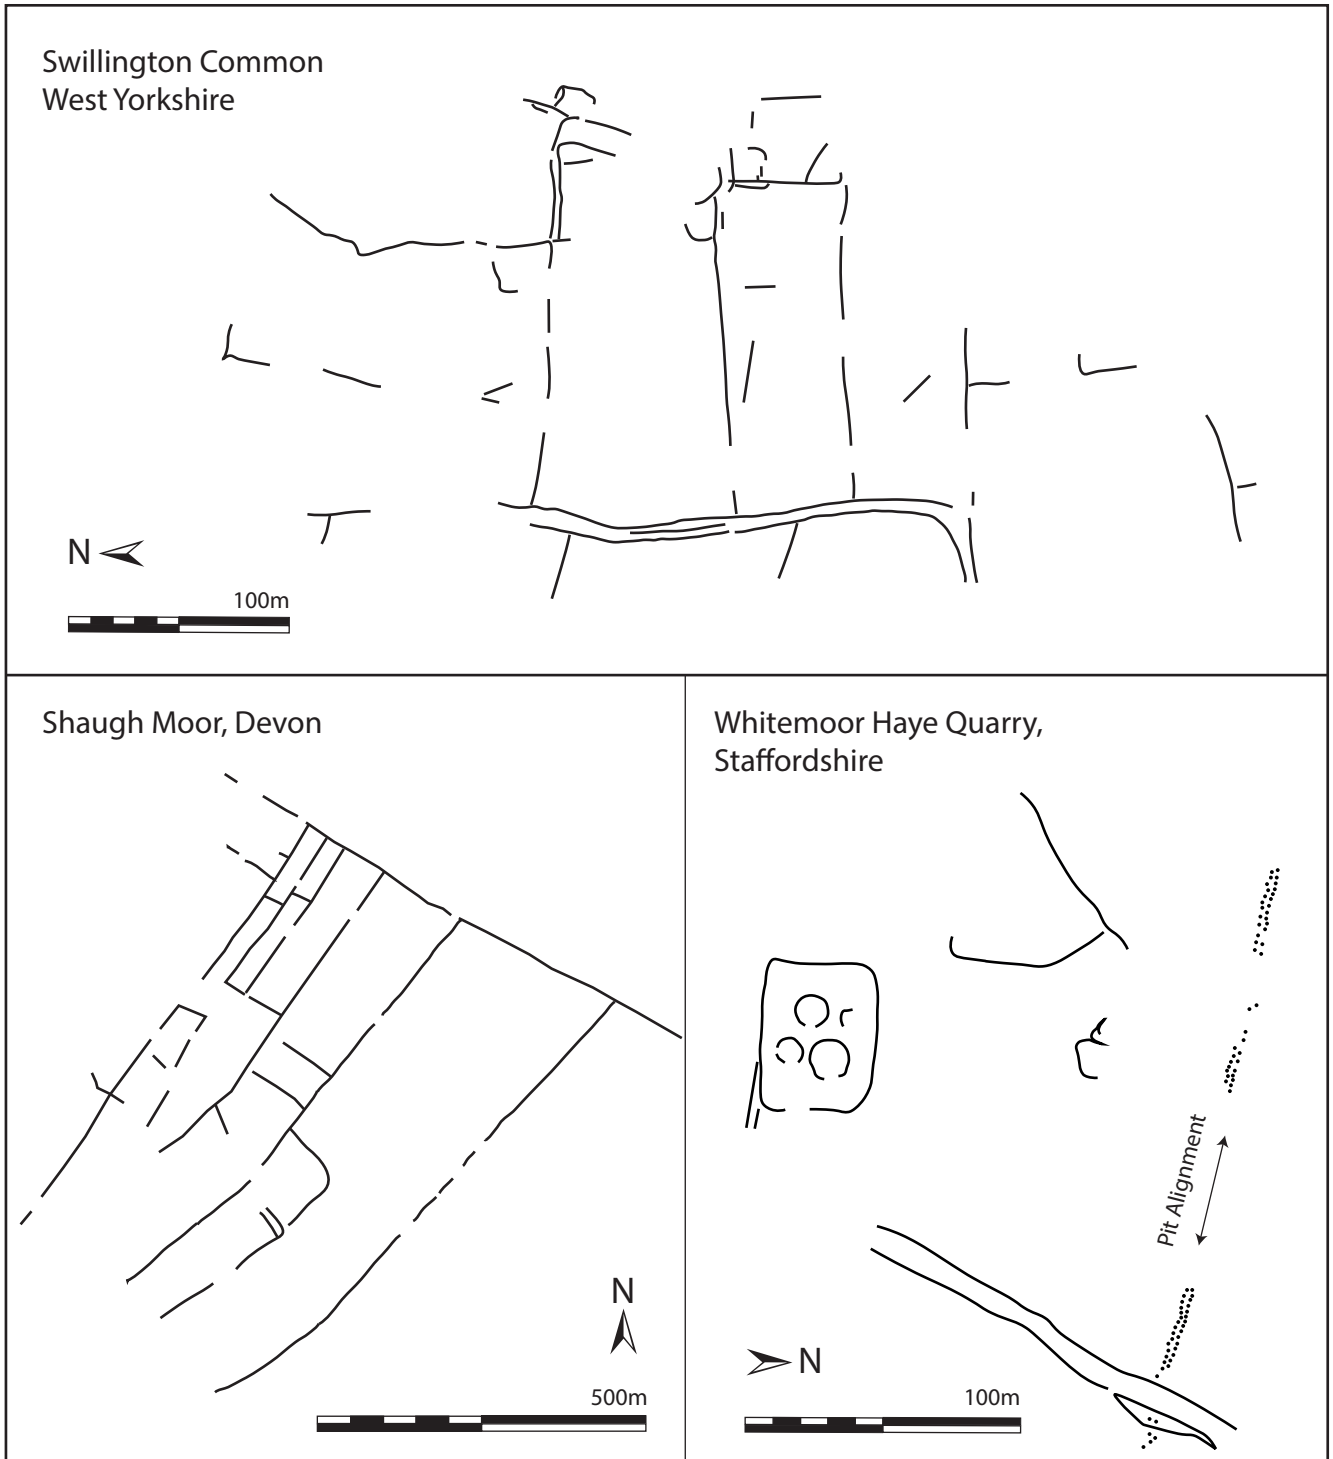 Swillington Common
West Yorkshire
N
100m
Shaugh Moor, Devon
N
500m
Whitemoor Haye Quarry,
Staffordshire
Pit Alignment
N
100m